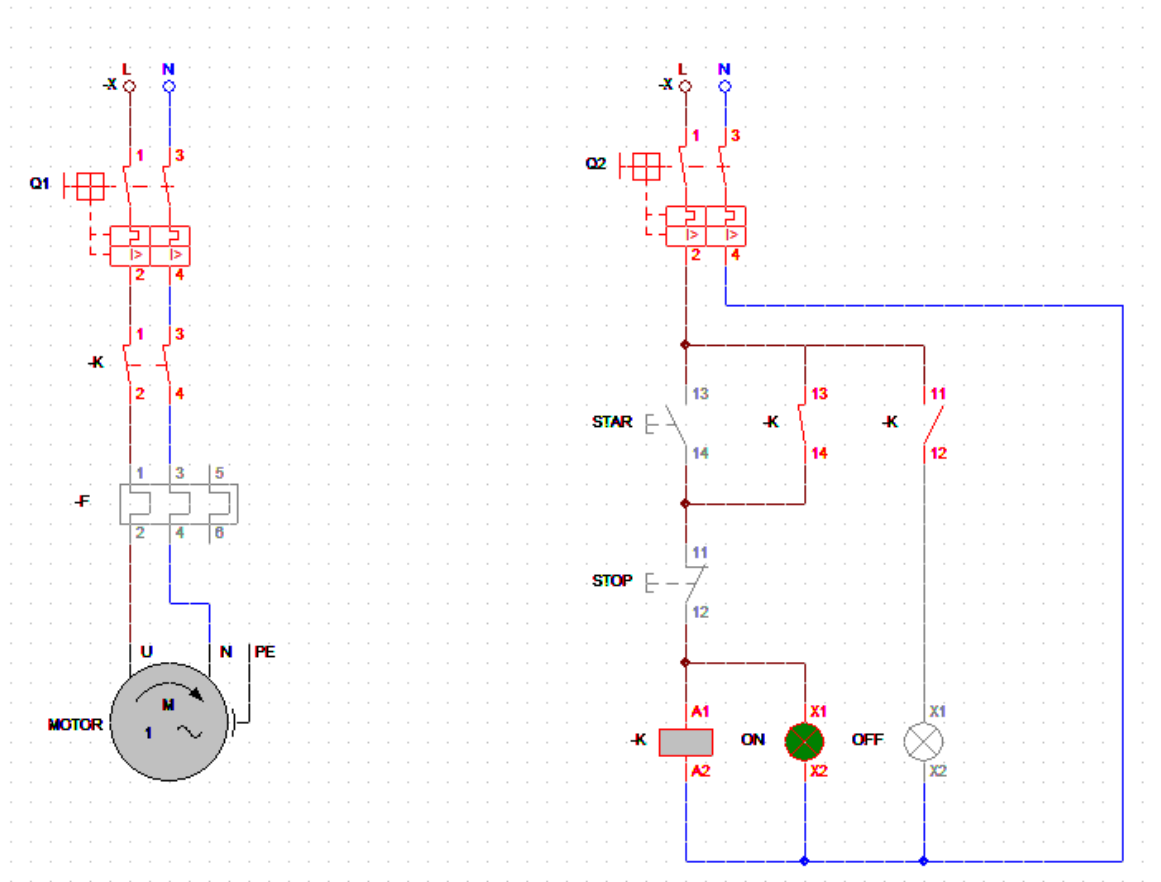 L N
-X
1 3
Q1
|> |>
2 4
1 3
-K
2 4
1 3 5
-F
2 4 6
U N PE
M
MOTOR 1
L N
-X
1 3
Q2
|> |>
2 4
13 13 11
STAR -K -K
14 14 12
11
STOP
12
A1 X1 X1
-K ON OFF
A2 X2 X2